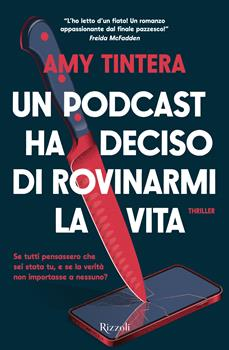 "L'ho letto d'un fiato! Un romanzo
appassionante dal finale pazzesco!"
Freida McFadden
AMY TINTERA
UN PODCAST
HA DECISO
DI ROVINARMI
LA VITA
THRILLER
Se tutti pensassero che
sei stata tu, e se la verità
non importasse a nessuno?
Rizzoli